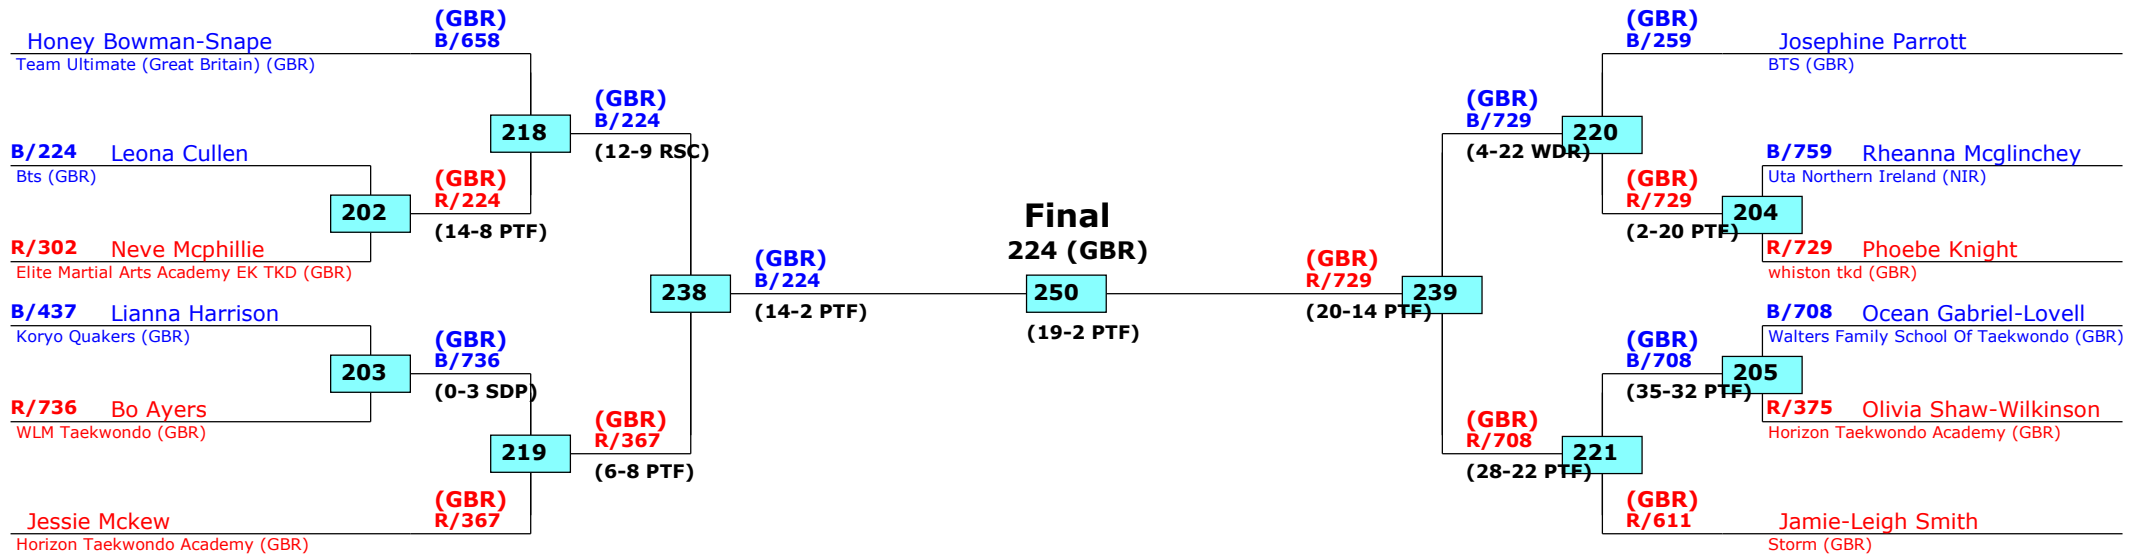 (GBR)
B/658
Honey Bowman-Snape
Team Ultimate (Great Britain) (GBR)
(GBR)
B/224
218
(12-9 RSC)
B/224 Leona Cullen
Bts (GBR)
(GBR)
R/224
202
(14-8 PTF)
R/302 Neve Mcphillie
Elite Martial Arts Academy EK TKD (GBR)
(GBR)
B/224
238
(14-2 PTF)
B/437 Lianna Harrison
Koryo Quakers (GBR)
(GBR)
B/736
203
(0-3 SDP)
R/736 Bo Ayers
WLM Taekwondo (GBR)
(GBR)
R/367
219
(6-8 PTF)
(GBR)
R/367
Jessie Mckew
Horizon Taekwondo Academy (GBR)
Final
224 (GBR)
250
(19-2 PTF)
(GBR)
B/259
Josephine Parrott
BTS (GBR)
(GBR)
B/729
220
(4-22 WDR)
B/759 Rheanna Mcglinchey
Uta Northern Ireland (NIR)
(GBR)
R/729
204
(2-20 PTF)
R/729 Phoebe Knight
whiston tkd (GBR)
(GBR)
R/729
239
(20-14 PTF)
B/708 Ocean Gabriel-Lovell
Walters Family School Of Taekwondo (GBR)
(GBR)
B/708
205
(35-32 PTF)
R/375 Olivia Shaw-Wilkinson
Horizon Taekwondo Academy (GBR)
(GBR)
R/708
221
(28-22 PTF)
(GBR)
R/611
Jamie-Leigh Smith
Storm (GBR)